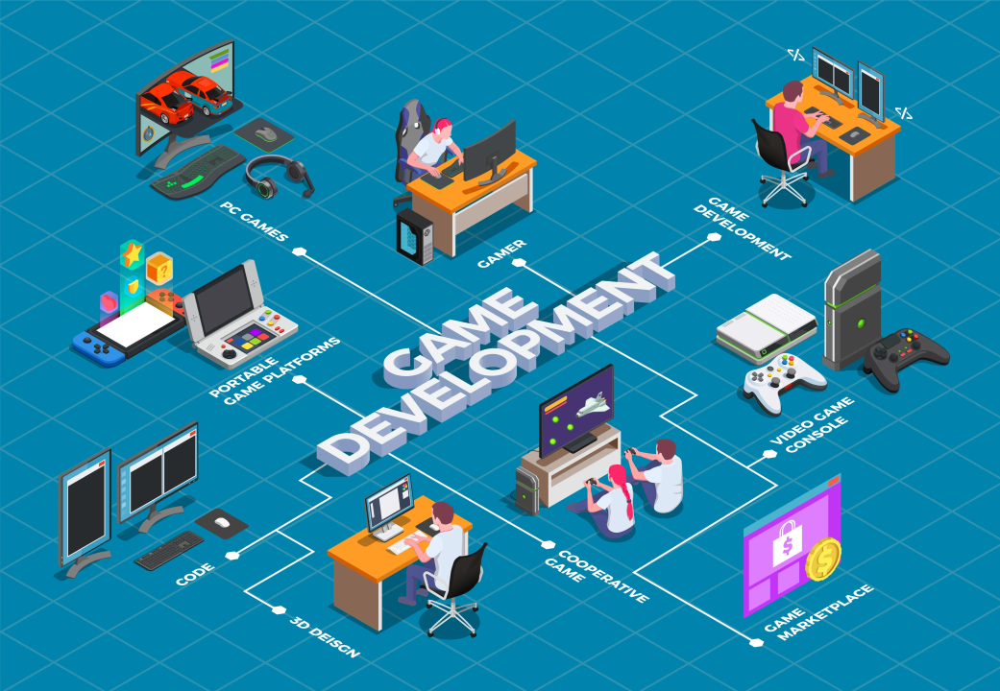 </>
</>
PC GAMES
GAMER
GAME
DEVELOPMENT
?
PORTABLE
GAME PLATFORMS
GAME
DEVELOPMENT
VIDEO GAME
CONSOLE
CODE
3D DEISGN
COOPERATIVE
GAME
$
$
GAME
MARKETPLACE